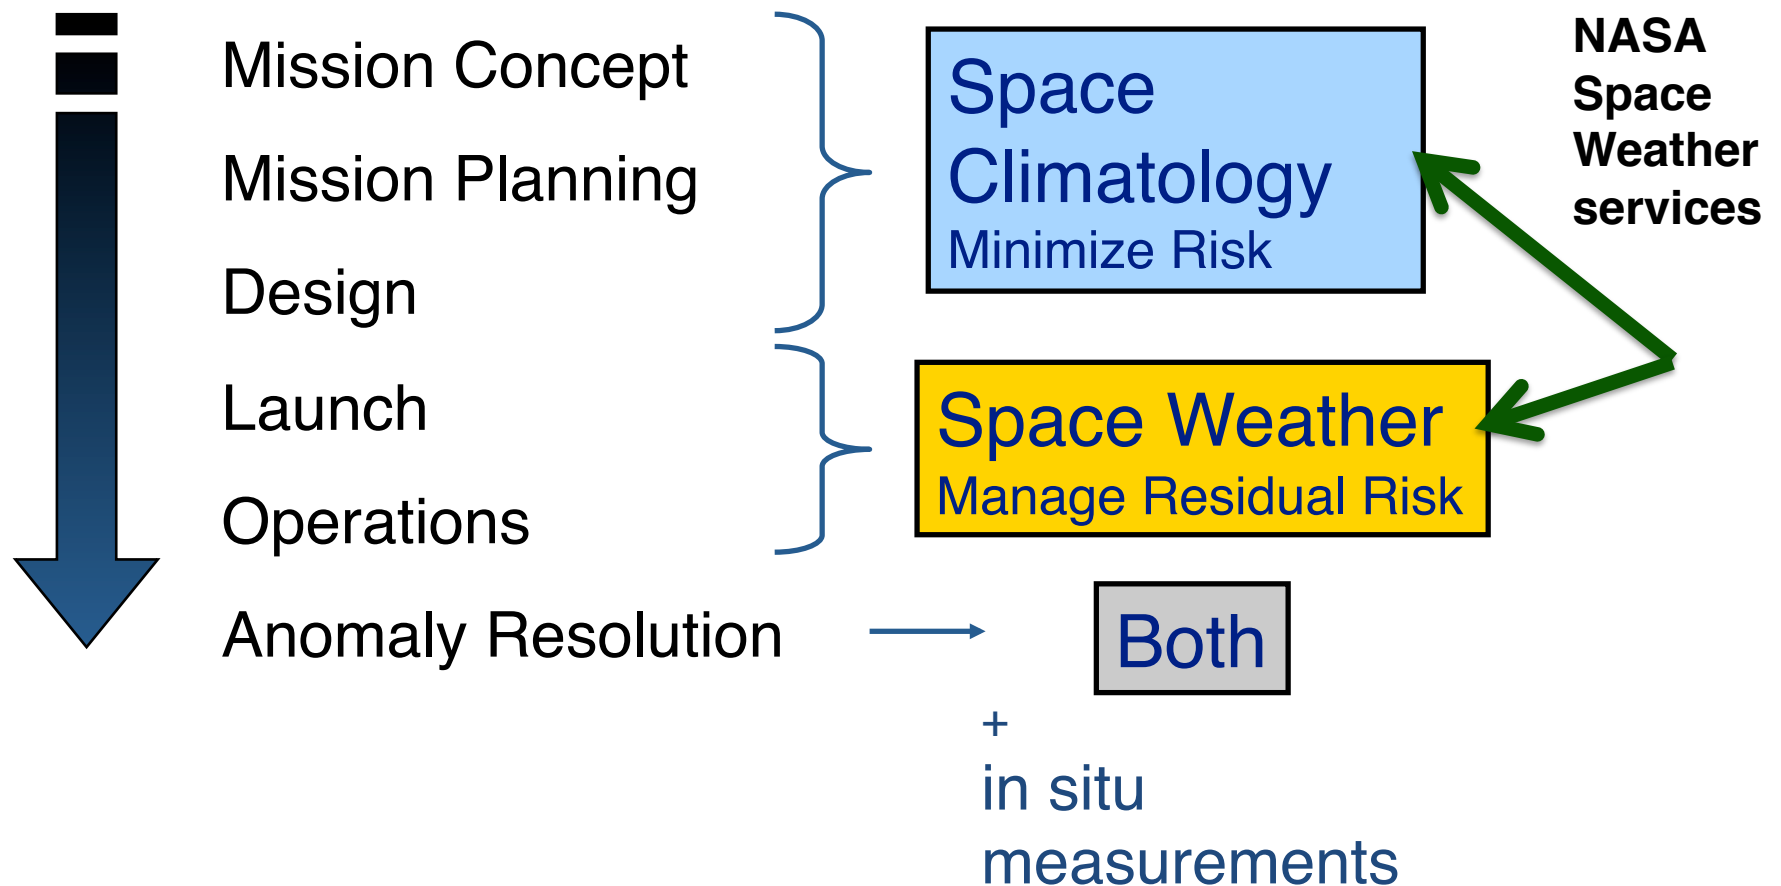 Mission Concept
Mission Planning
Design
Launch
Operations
Anomaly Resolution
Space
Climatology
Minimize Risk
Space Weather
Manage Residual Risk
Both
+
in situ
measurements
NASA
Space
Weather
services